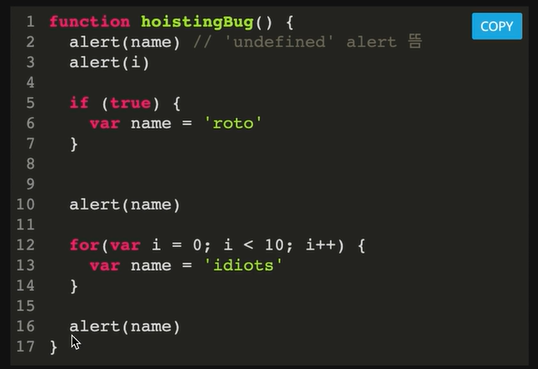 1 function hoistingBug() {
COPY
2   alert(name) // 'undefined' alert 뜸
3   alert(i)
4
5   if (true) {
6     var name = 'roto'
7   }
8
9
10   alert(name)
11
12   for(var i = 0; i < 10; i++) {
13     var name = 'idiots'
14   }
15
16   alert(name)
17 }